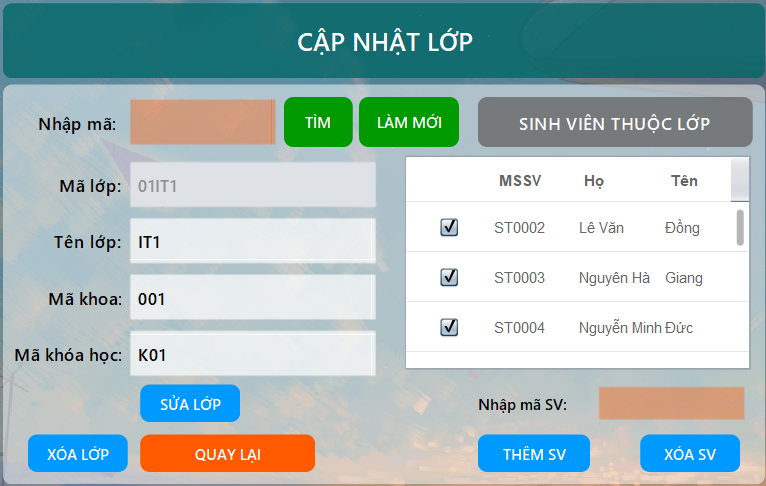 CẬP NHẬT LỚP
Nhập mã:
TÌM
LÀM MỚI
SINH VIÊN THUỘC LỚP
Mã lớp: 01IT1
Tên lớp: IT1
Mã khoa: 001
Mã khóa học: K01
MSSV Họ Tên
ST0002 Lê Văn Đồng
ST0003 Nguyên Hà Giang
ST0004 Nguyễn Minh Đức
SỬA LỚP
Nhập mã SV:
XÓA LỚP
QUAY LẠI
THÊM SV
XÓA SV